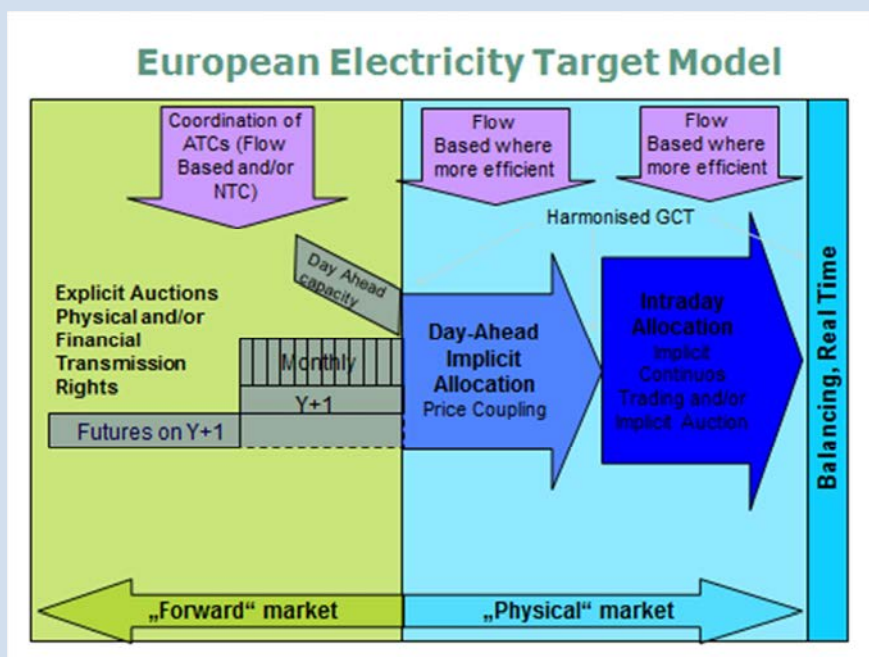 European Electricity Target Model
Coordination of
ATCs (Flow
Based and/or
NTC)
Flow
Based where
more efficient
Flow
Based where
more efficient
Harmonised GCT
Day Ahead
capacity
Explicit Auctions
Physical and/or
Financial
Transmission
Rights
Monthly
Y+1
Futures on Y+1
Day-Ahead
Implicit
Allocation
Price Coupling
Intraday
Allocation
Implicit
Continuos
Trading and/or
Implicit Auction
Balancing, Real Time
„Forward“ market
„Physical“ market